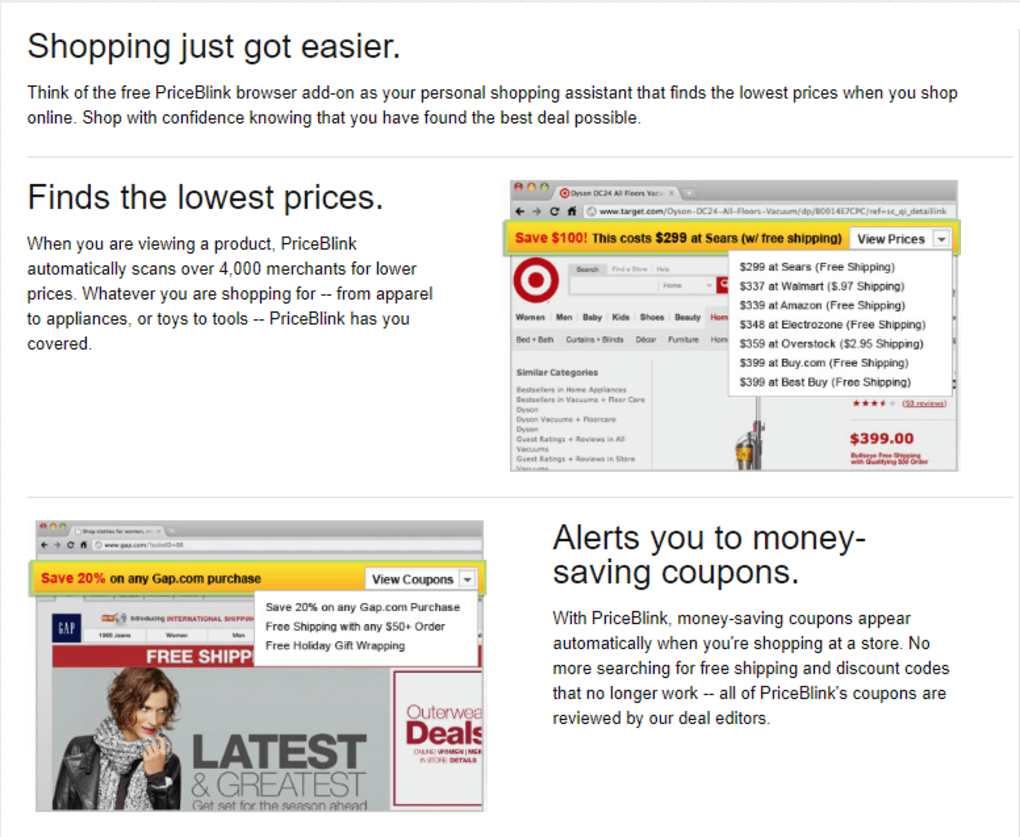 Shopping just got easier.
Think of the free PriceBlink browser add-on as your personal shopping assistant that finds the lowest prices when you shop
online. Shop with confidence knowing that you have found the best deal possible.
Finds the lowest prices.
When you are viewing a product, PriceBlink
automatically scans over 4,000 merchants for lower
prices. Whatever you are shopping for -- from apparel
to appliances, or toys to tools -- PriceBlink has you
covered.
Dyson DC24 All Floors Vacu
www.target.com/Dyson-DC24-All-Floors-Vacuum/dp/B0014E7CPC/ref=sc_qi_detaillink
Save $100! This costs $299 at Sears (w/ free shipping) View Prices
$299 at Sears (Free Shipping)
$337 at Walmart ($.97 Shipping)
$339 at Amazon (Free Shipping)
$348 at Electrozone (Free Shipping)
$359 at Overstock ($2.95 Shipping)
$399 at Buy.com (Free Shipping)
$399 at Best Buy (Free Shipping)
Search Find a Store Help
Home
Women Men Baby Kids Shoes Beauty Hom
Bed + Bath Curtains + Blinds Décor Furniture Hom
Similar Categories
Bestsellers in Home Appliances
Bestsellers in Vacuums + Floor Care
Dyson
Dyson Vacuums + Floorcare
Dyson
Guest Ratings + Reviews in All
Vacuums
Guest Ratings + Reviews in Store
Vacuums
(53 reviews)
$399.00
Bullseye Free Shipping
with Qualifying $50 Order
Shop clothes for women,
www.gap.com/
Save 20% on any Gap.com purchase View Coupons
Save 20% on any Gap.com Purchase
Free Shipping with any $50+ Order
Free Holiday Gift Wrapping
GAP
Introducing INTERNATIONAL SHIPPIN
1969 Jeans Women Men
FREE SHIPP
LATEST
& GREATEST
Get set for the season ahead
Outerwea
Deals
ONLINE: WOMEN | MEN
IN STORE: DETAILS
Alerts you to money-
saving coupons.
With PriceBlink, money-saving coupons appear
automatically when you're shopping at a store. No
more searching for free shipping and discount codes
that no longer work -- all of PriceBlink's coupons are
reviewed by our deal editors.